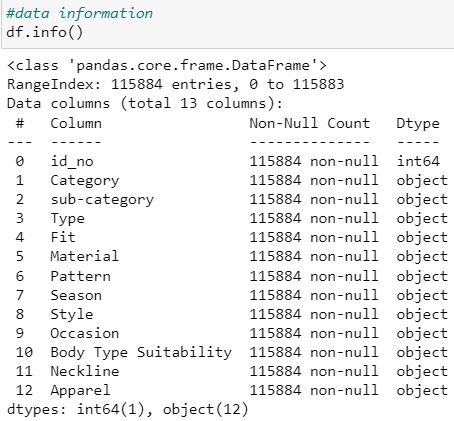 #data information
df.info()
<class 'pandas.core.frame.DataFrame'>
RangeIndex: 115884 entries, 0 to 115883
Data columns (total 13 columns):
 #   Column                 Non-Null Count   Dtype
---  ------                 --------------   -----
 0   id_no                  115884 non-null  int64
 1   Category               115884 non-null  object
 2   sub-category           115884 non-null  object
 3   Type                   115884 non-null  object
 4   Fit                    115884 non-null  object
 5   Material               115884 non-null  object
 6   Pattern                115884 non-null  object
 7   Season                 115884 non-null  object
 8   Style                  115884 non-null  object
 9   Occasion               115884 non-null  object
 10  Body Type Suitability  115884 non-null  object
 11  Neckline               115884 non-null  object
 12  Apparel                115884 non-null  object
dtypes: int64(1), object(12)